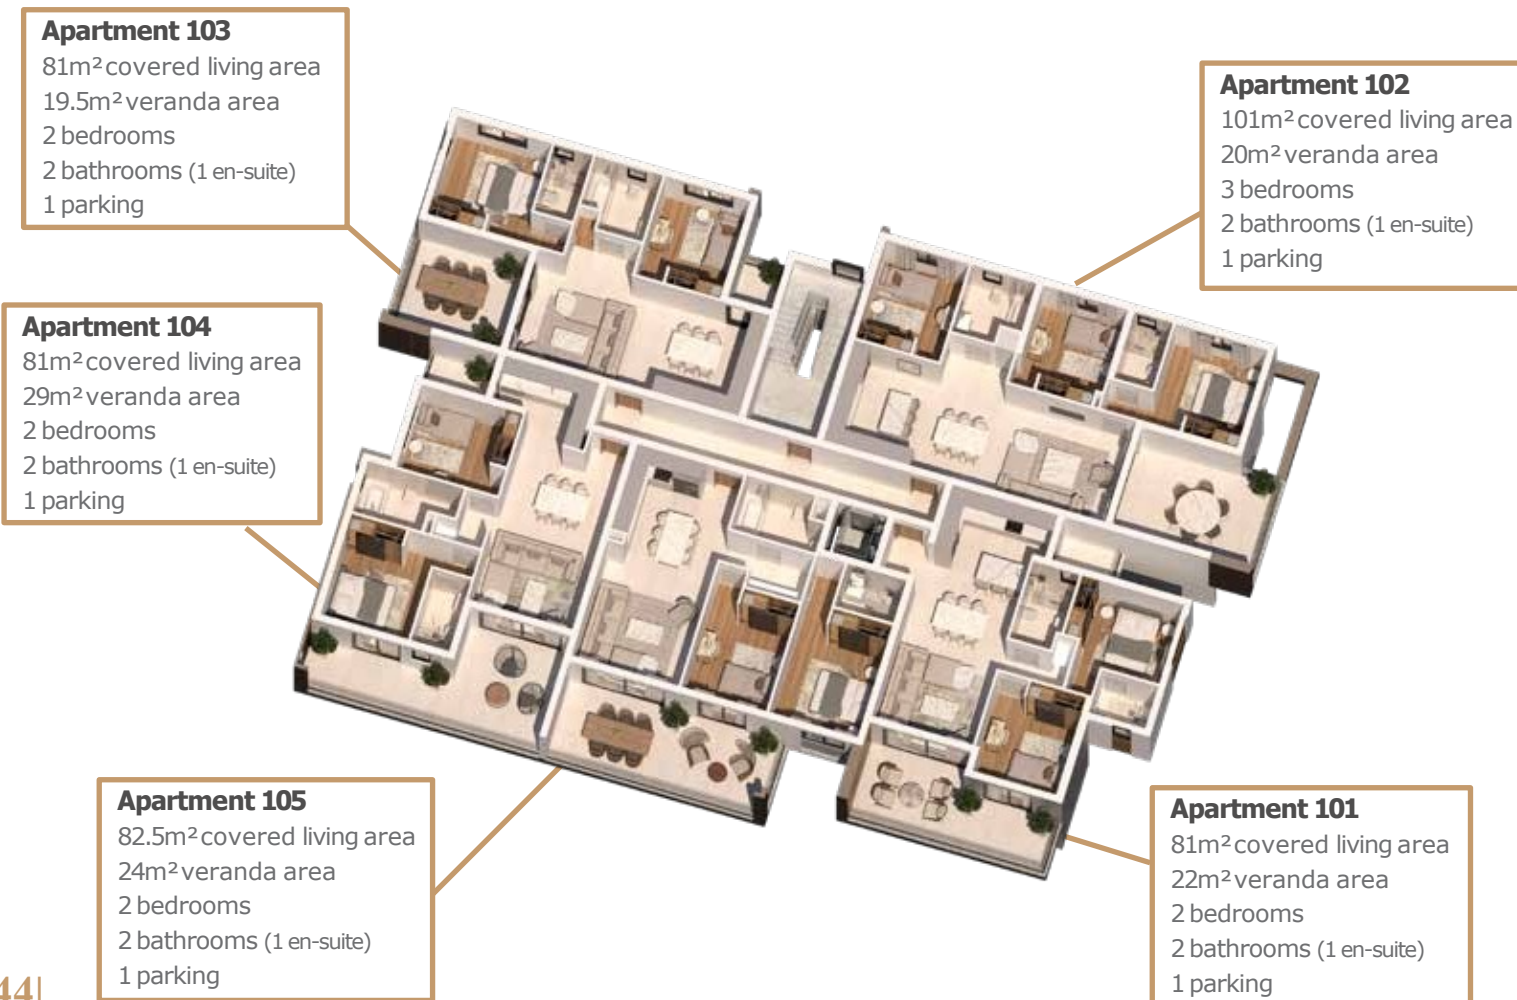 Apartment 103
81m² covered living area
19.5m² veranda area
2 bedrooms
2 bathrooms (1 en-suite)
1 parking
Apartment 102
101m² covered living area
20m² veranda area
3 bedrooms
2 bathrooms (1 en-suite)
1 parking
Apartment 104
81m² covered living area
29m² veranda area
2 bedrooms
2 bathrooms (1 en-suite)
1 parking
Apartment 105
82.5m² covered living area
24m² veranda area
2 bedrooms
2 bathrooms (1 en-suite)
1 parking
Apartment 101
81m² covered living area
22m² veranda area
2 bedrooms
2 bathrooms (1 en-suite)
1 parking
44|